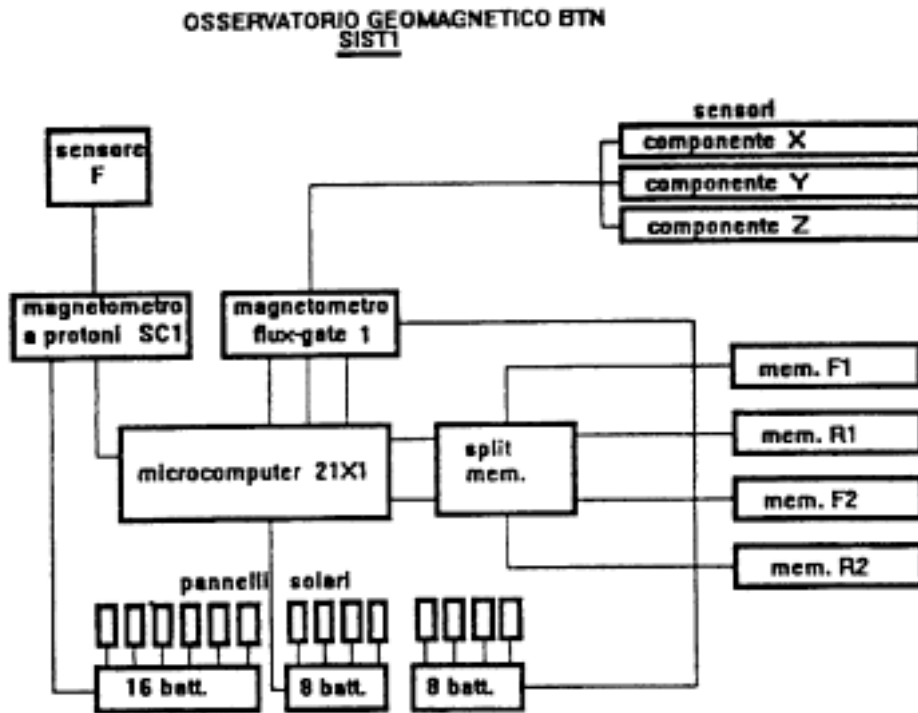 OSSERVATORIO GEOMAGNETICO BTN
SIST1
sensori
sensore
F
componente X
componente Y
componente Z
magnetometro
a protoni SC1
magnetometro
flux-gate 1
mem. F1
mem. R1
mem. F2
mem. R2
microcomputer 21X1
split
mem.
pannelli solari
16 batt.
8 batt.
8 batt.